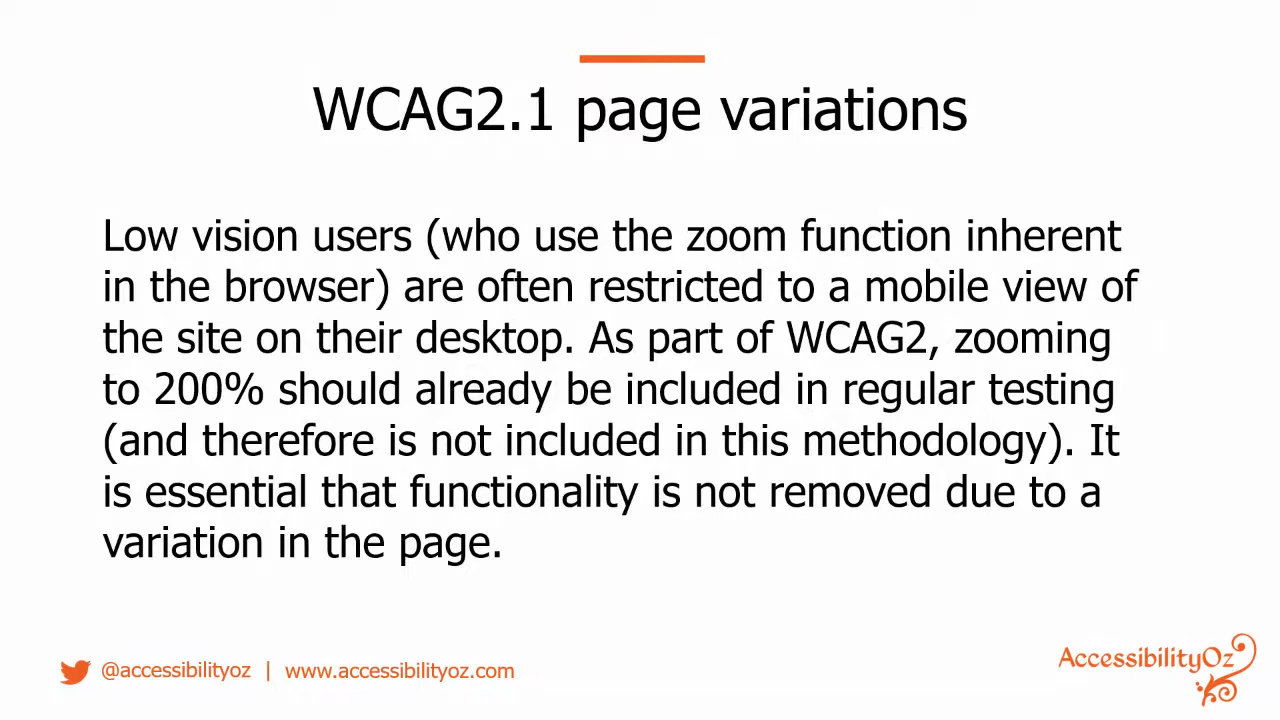 WCAG2.1 page variations
Low vision users (who use the zoom function inherent
in the browser) are often restricted to a mobile view of
the site on their desktop. As part of WCAG2, zooming
to 200% should already be included in regular testing
(and therefore is not included in this methodology). It
is essential that functionality is not removed due to a
variation in the page.
@accessibilityoz | www.accessibilityoz.com
AccessibilityOz